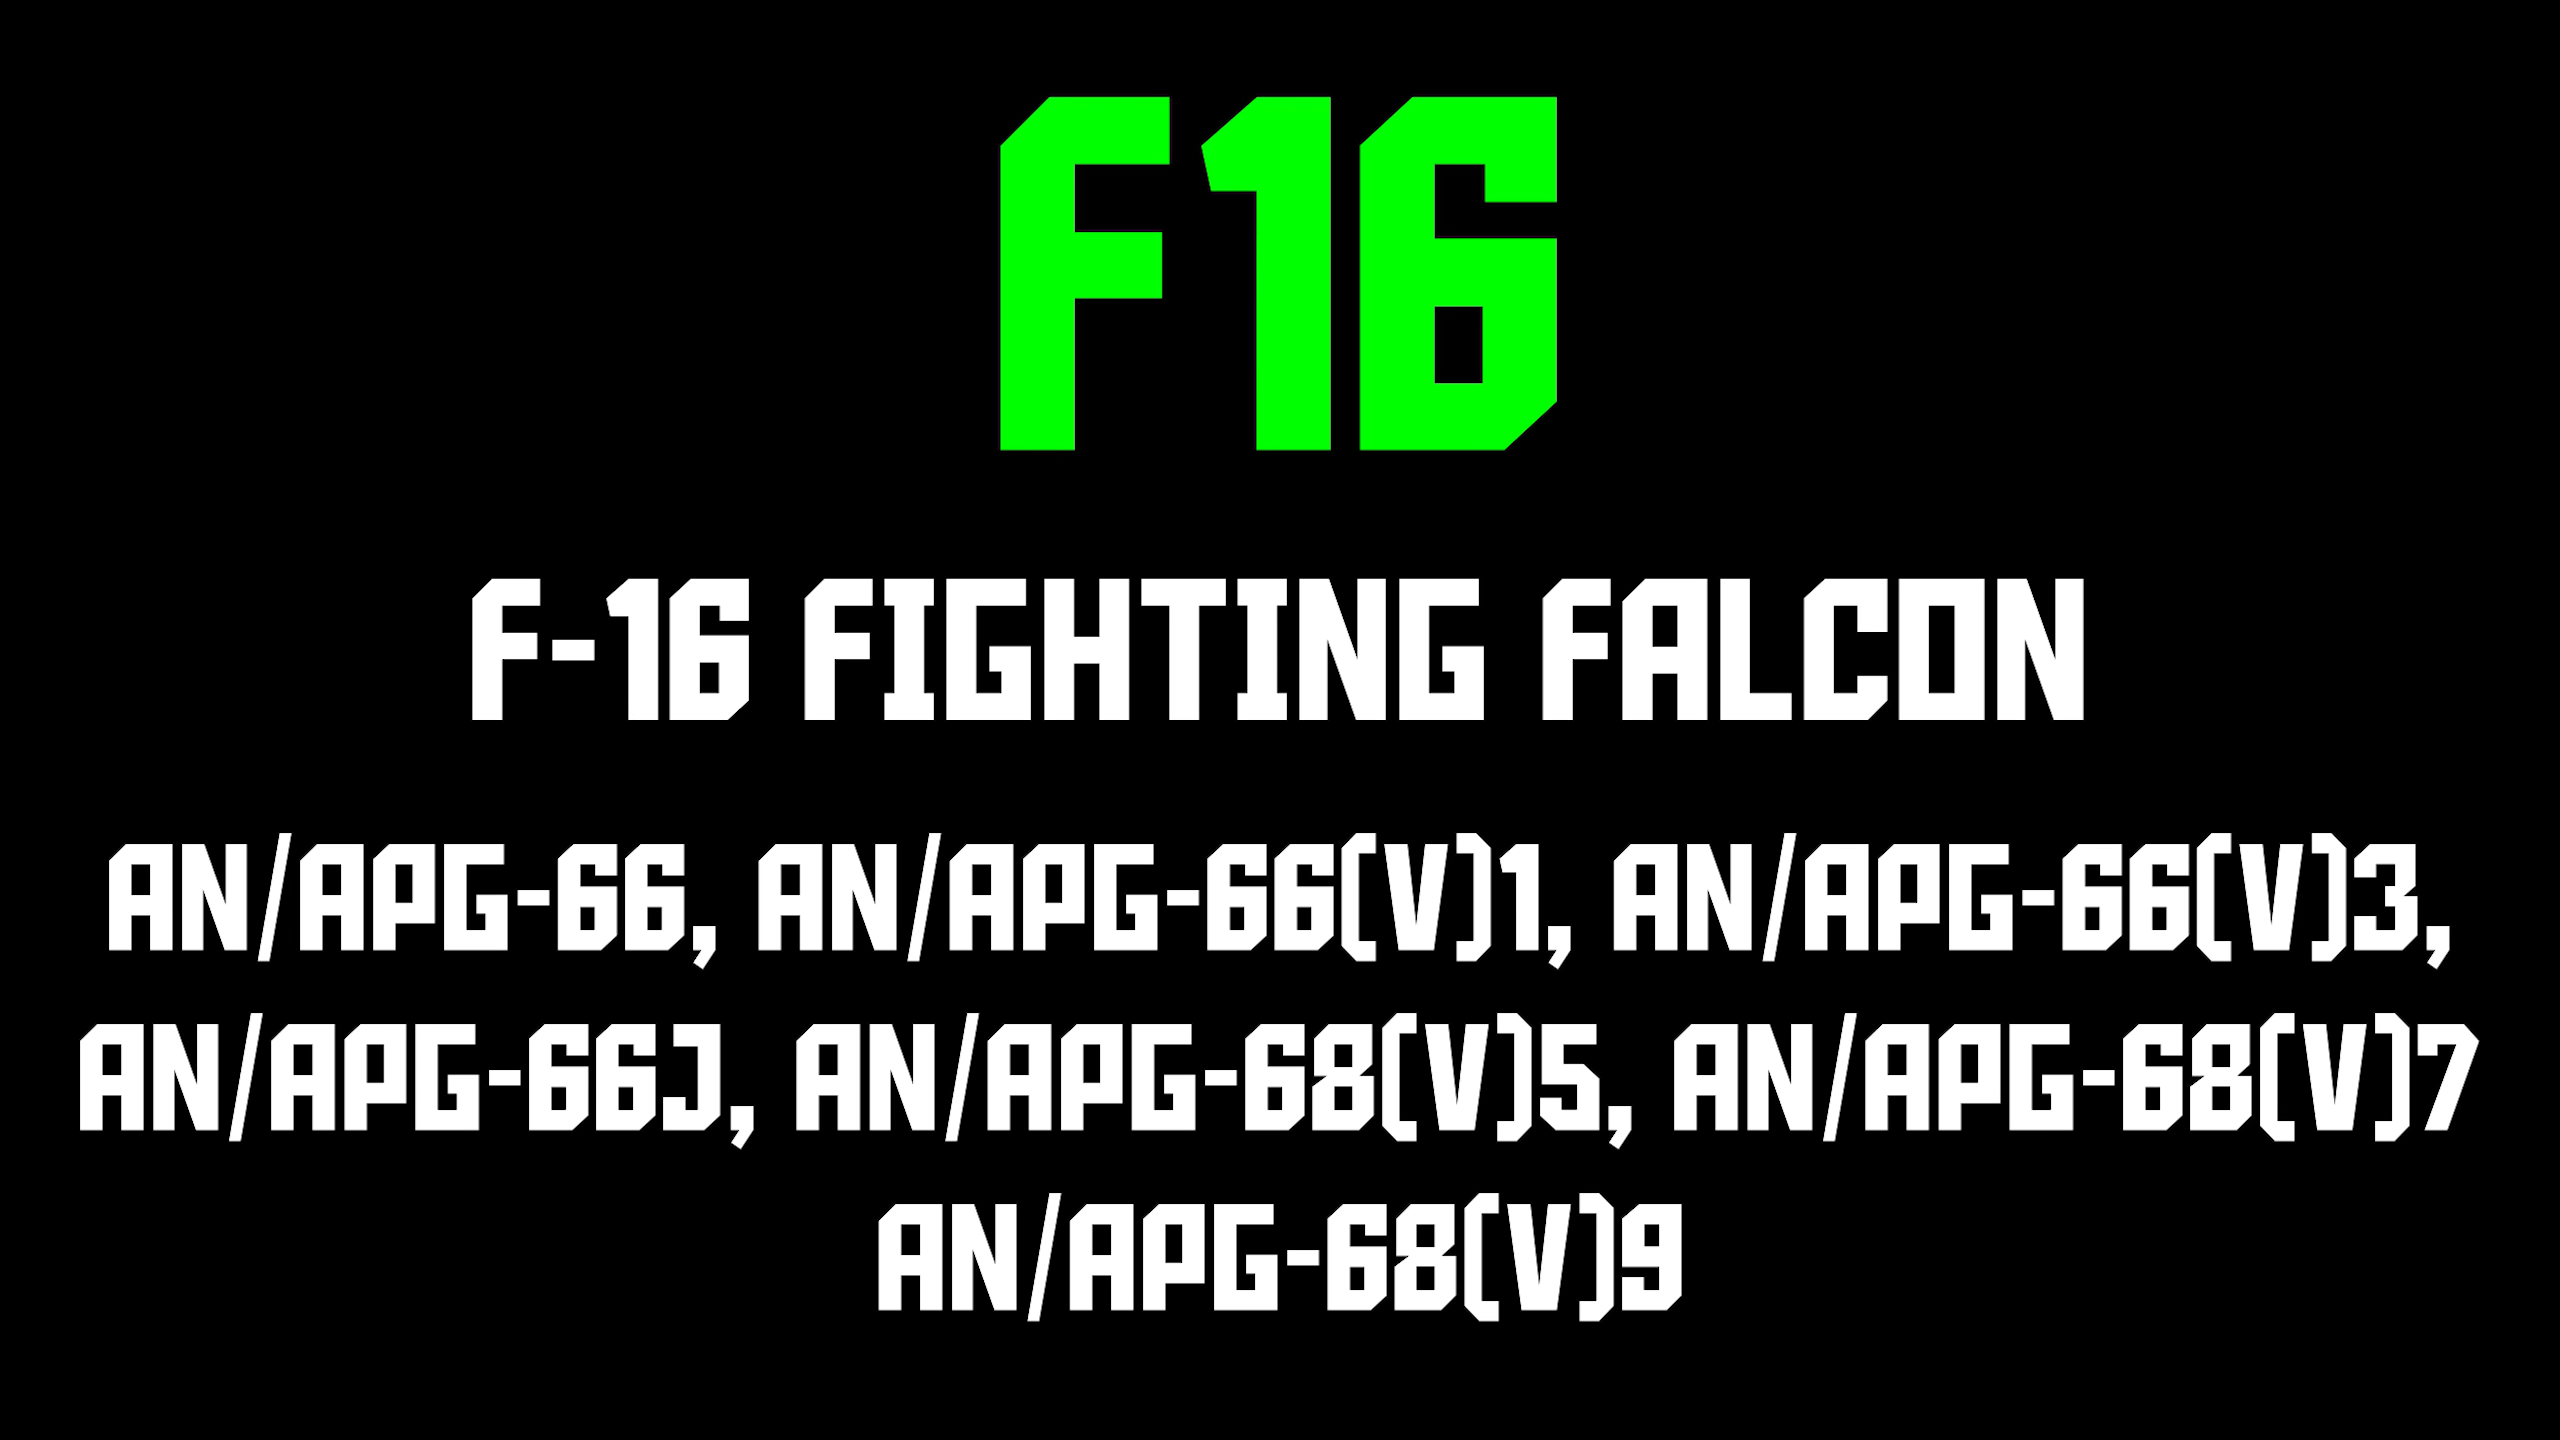 F16
F-16 FIGHTING FALCON
AN/APG-66, AN/APG-66(V)1, AN/APG-66(V)3,
AN/APG-66J, AN/APG-68(V)5, AN/APG-68(V)7
AN/APG-68(V)9